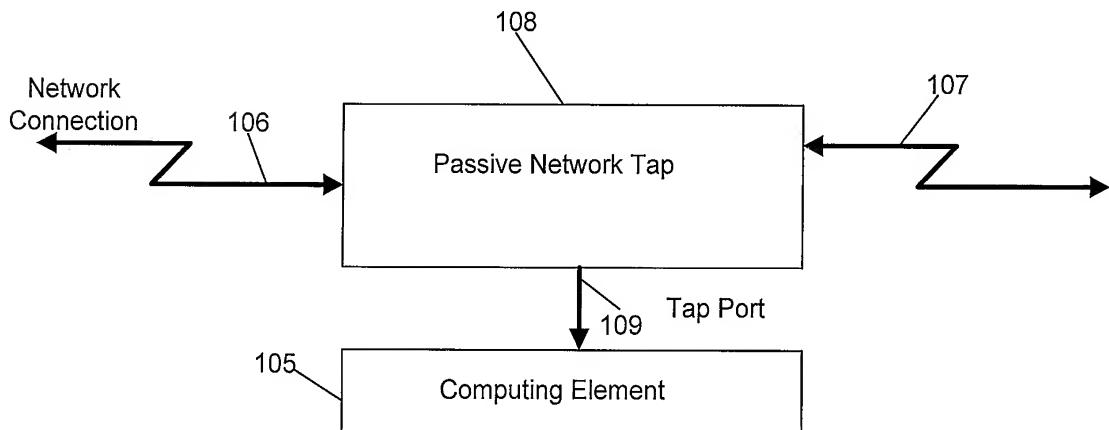 108
Network
Connection
106
107
Passive Network Tap
109
Tap Port
105
Computing Element